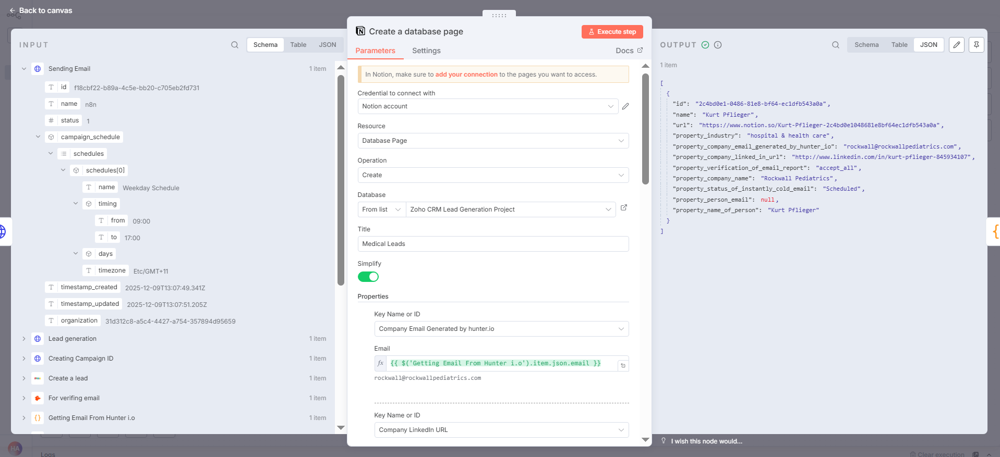 Back to canvas
INPUT
Schema
Table
JSON
Sending Email
1 item
id
f18cbf22-b89a-4c5e-bb20-c705eb2fd731
name
n8n
status
1
campaign_schedule
schedules
schedules[0]
name
Weekday Schedule
timing
from
09:00
to
17:00
days
timezone
Etc/GMT+11
timestamp_created
2025-12-09T13:07:49.341Z
timestamp_updated
2025-12-09T13:07:51.205Z
organization
31d312c8-a5c4-4427-a754-357894d95659
Lead generation
1 item
Creating Campaign ID
1 item
Create a lead
1 item
For verifing email
1 item
Getting Email From Hunter i.o
1 item
HA
Logs
Create a database page
Execute step
Parameters
Settings
Docs
In Notion, make sure to add your connection to the pages you want to access.
Credential to connect with
Notion account
Resource
Database Page
Operation
Create
Database
From list
Zoho CRM Lead Generation Project
Title
Medical Leads
Simplify
Properties
Key Name or ID
Company Email Generated by hunter.io
Email
fx
{{ $('Getting Email From Hunter i.o').item.json.email }}
rockwall@rockwallpediatrics.com
Key Name or ID
Company LinkedIn URL
OUTPUT
Schema
Table
JSON
1 item
[
{
"id": "2c4bd0e1-0486-81e8-bf64-ec1dfb543a0a",
"name": "Kurt Pflieger",
"url": "https://www.notion.so/Kurt-Pflieger-2c4bd0e1048681e8bf64ec1dfb543a0a",
"property_industry": "hospital & health care",
"property_company_email_generated_by_hunter_io": "rockwall@rockwallpediatrics.com",
"property_company_linked_in_url": "http://www.linkedin.com/in/kurt-pflieger-845934107",
"property_verification_of_email_report": "accept_all",
"property_company_name": "Rockwall Pediatrics",
"property_status_of_instantly_cold_email": "Scheduled",
"property_person_email": null,
"property_name_of_person": "Kurt Pflieger"
}
]
I wish this node would...
Clear execution